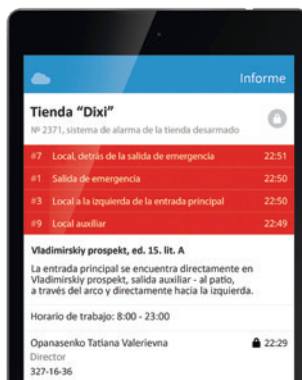 Informe
Tienda “Dixi”
Nº 2371, sistema de alarma de la tienda desarmado
#7 Local, detrás de la salida de emergencia 22:51
#1 Salida de emergencia 22:50
#3 Local a la izquierda de la entrada principal 22:50
#9 Local auxiliar 22:49
Vladimirskiy prospekt, ed. 15. lit. A
La entrada principal se encuentra directamente en
Vladimirskiy prospekt, salida auxiliar - al patio,
a través del arco y directamente hacia la izquierda.
Horario de trabajo: 8:00 - 23:00
Opanasenko Tatiana Valerievna 22:29
Director
327-16-36